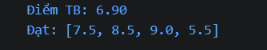 Điểm TB: 6.90
Đạt: [7.5, 8.5, 9.0, 5.5]